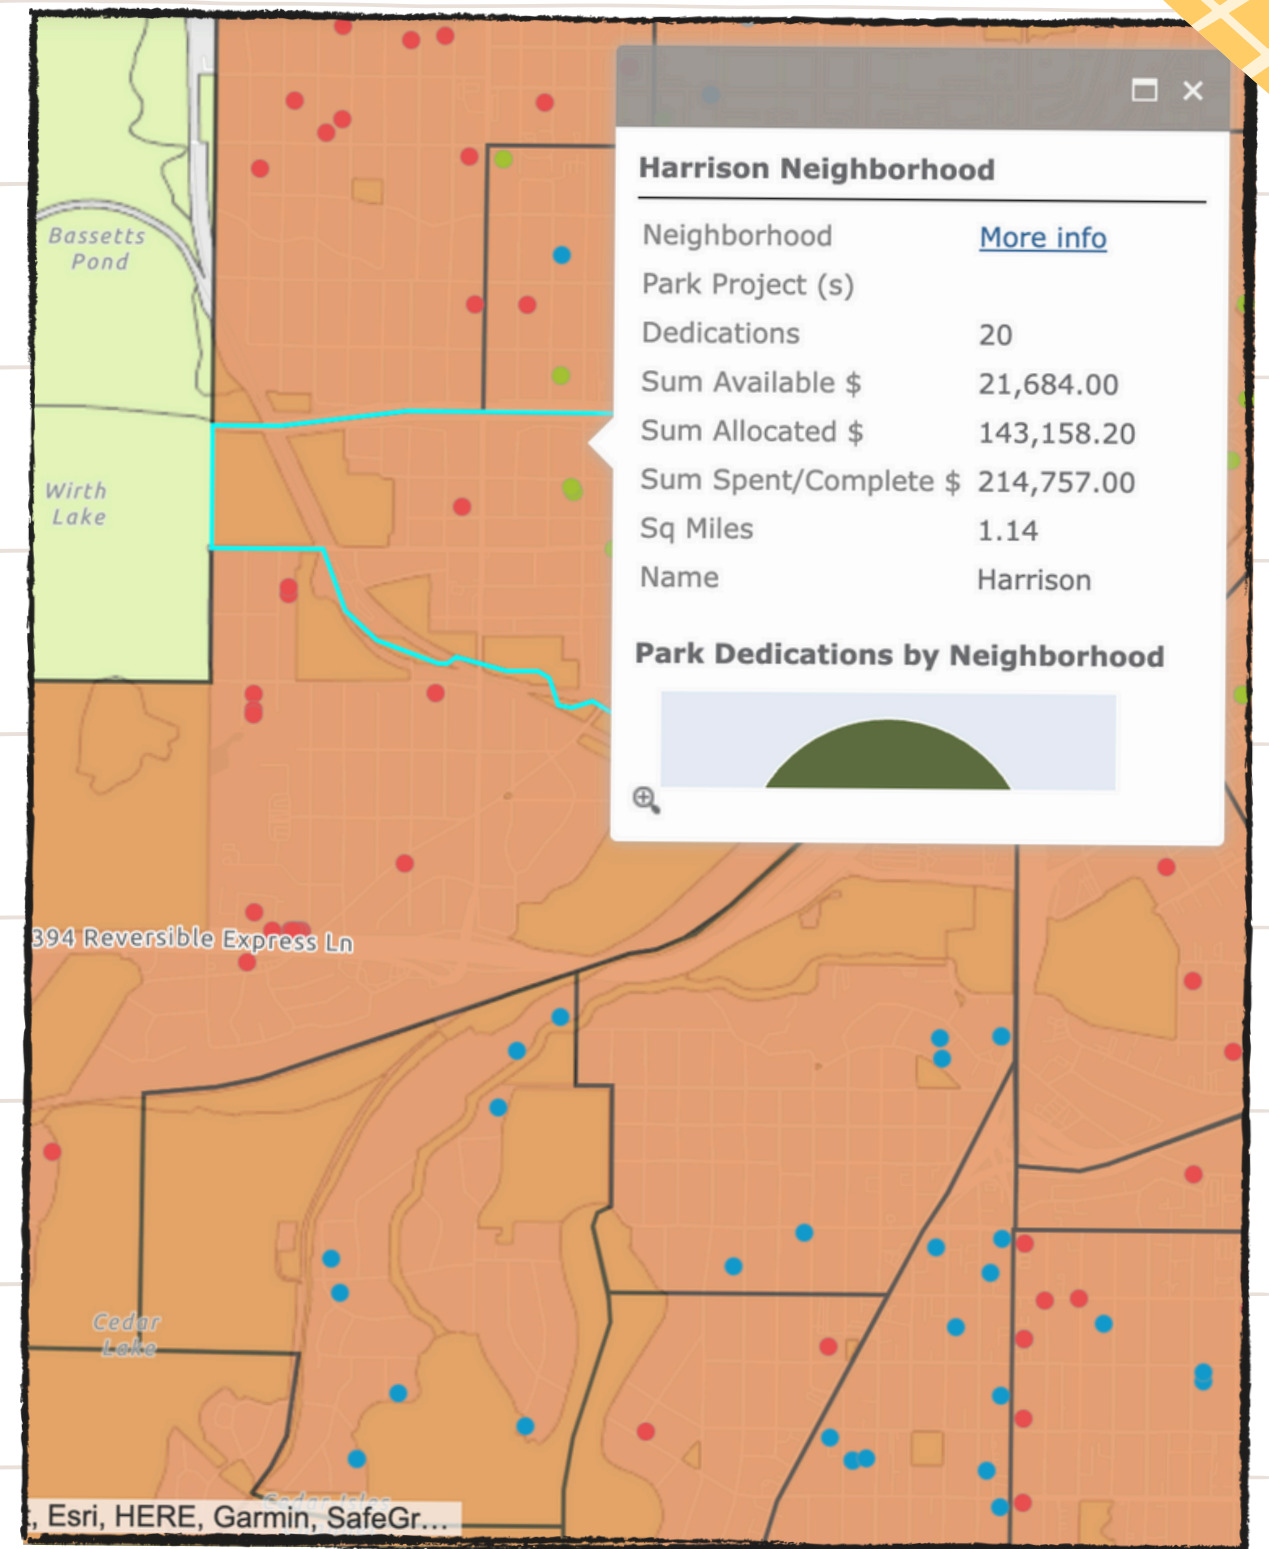 Harrison Neighborhood
Neighborhood More info
Park Project (s)
Dedications 20
Sum Available $ 21,684.00
Sum Allocated $ 143,158.20
Sum Spent/Complete $ 214,757.00
Sq Miles 1.14
Name Harrison
Park Dedications by Neighborhood
Bassetts
Pond
Wirth
Lake
394 Reversible Express Ln
Cedar
Lake
Cedar Isles
, Esri, HERE, Garmin, SafeGr...